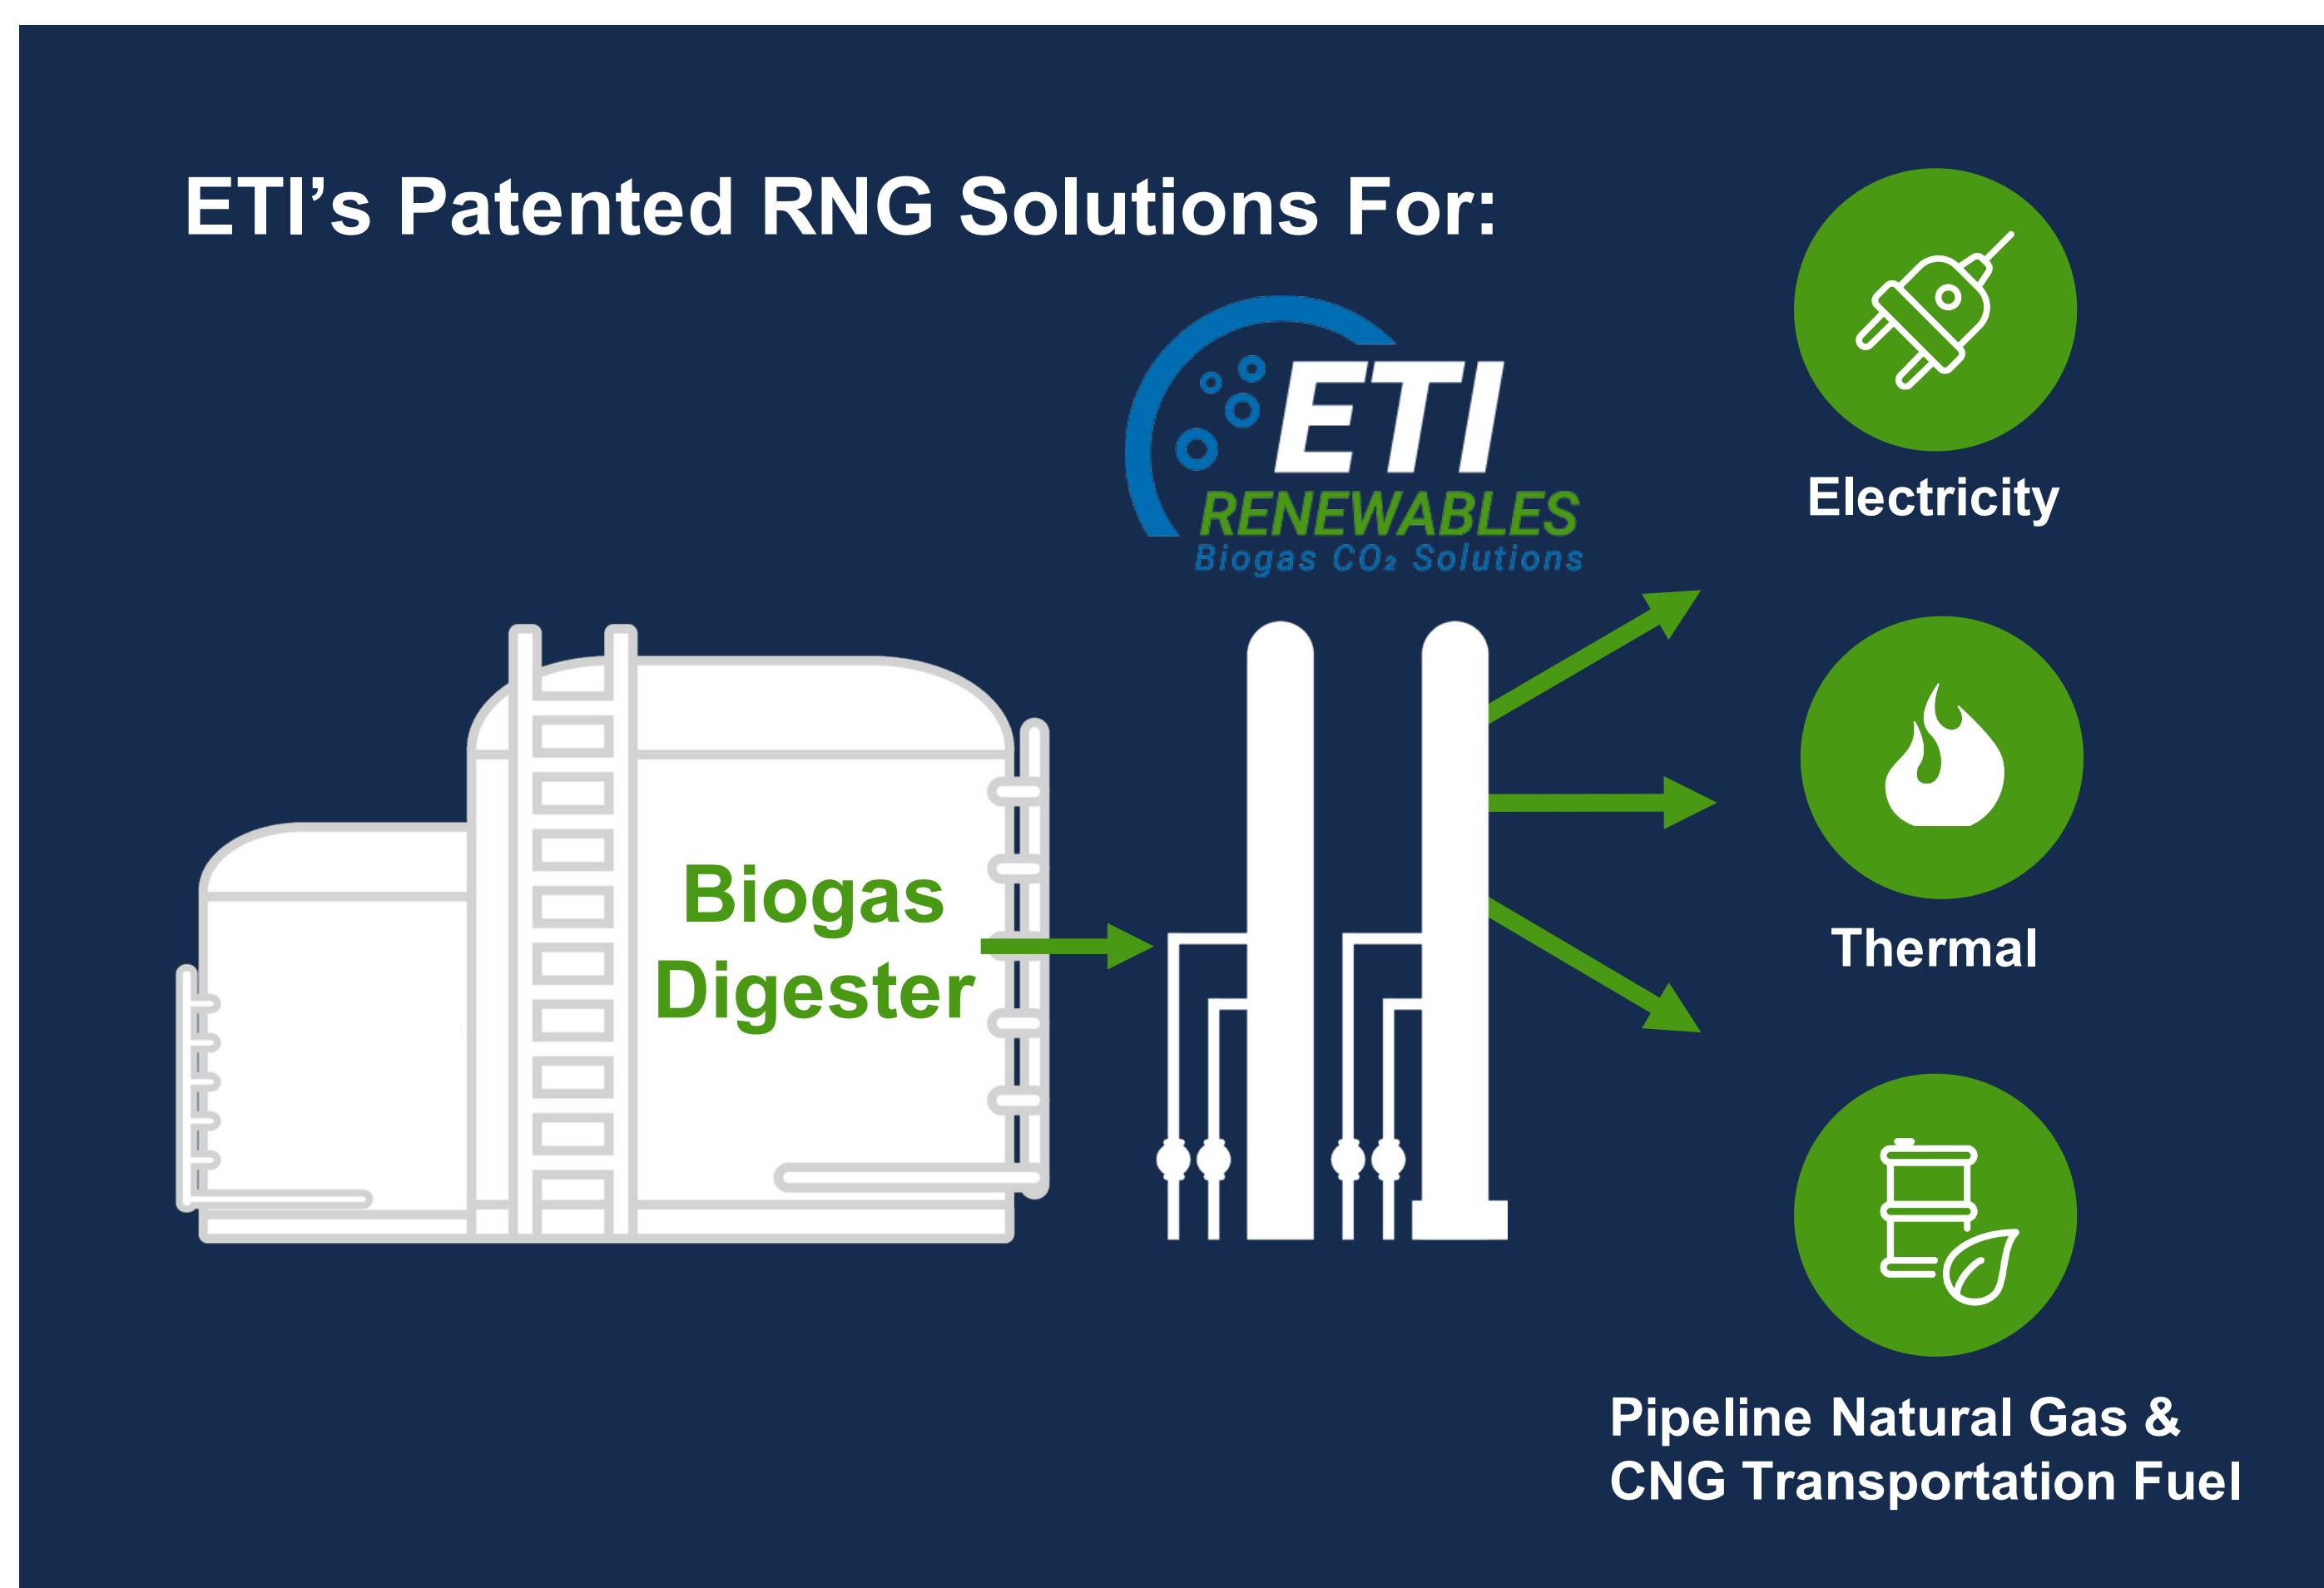 ETI's Patented RNG Solutions For:
ETI
RENEWABLES
Biogas CO₂ Solutions
Electricity
Thermal
Biogas
Digester
Pipeline Natural Gas &
CNG Transportation Fuel